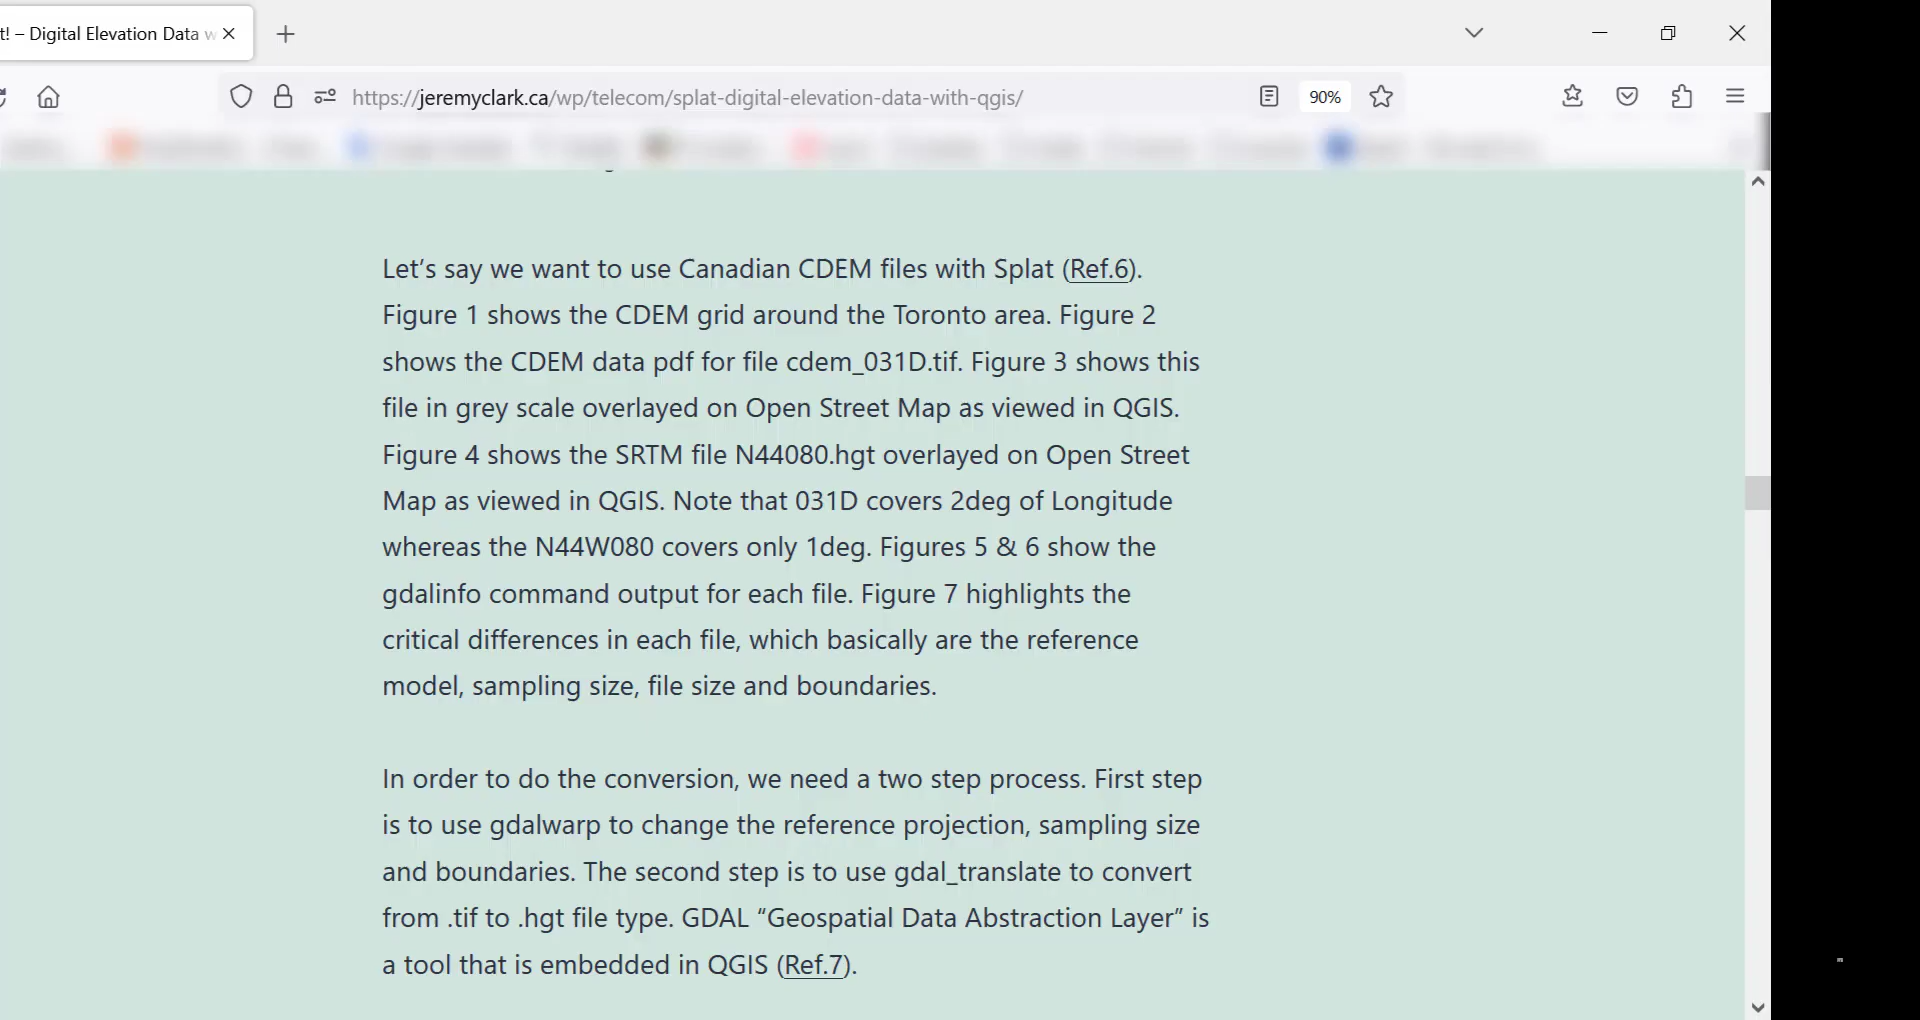 t! – Digital Elevation Data w
https://jeremyclark.ca/wp/telecom/splat-digital-elevation-data-with-qgis/
90%
Let’s say we want to use Canadian CDEM files with Splat (Ref.6).
Figure 1 shows the CDEM grid around the Toronto area. Figure 2
shows the CDEM data pdf for file cdem_031D.tif. Figure 3 shows this
file in grey scale overlayed on Open Street Map as viewed in QGIS.
Figure 4 shows the SRTM file N44080.hgt overlayed on Open Street
Map as viewed in QGIS. Note that 031D covers 2deg of Longitude
whereas the N44W080 covers only 1deg. Figures 5 & 6 show the
gdalinfo command output for each file. Figure 7 highlights the
critical differences in each file, which basically are the reference
model, sampling size, file size and boundaries.
In order to do the conversion, we need a two step process. First step
is to use gdalwarp to change the reference projection, sampling size
and boundaries. The second step is to use gdal_translate to convert
from .tif to .hgt file type. GDAL “Geospatial Data Abstraction Layer” is
a tool that is embedded in QGIS (Ref.7).